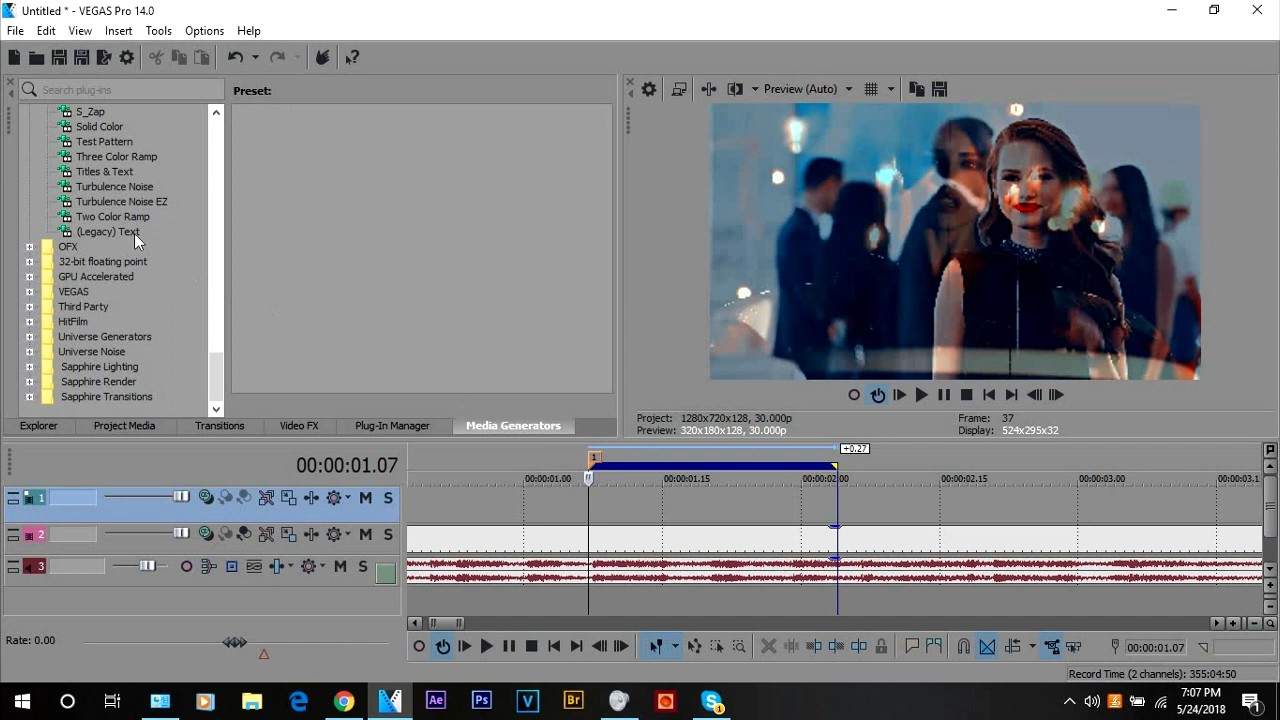 Untitled * - VEGAS Pro 14.0
File Edit View Insert Tools Options Help
Search plug-ins
Preset:
Preview (Auto)
S_Zap
Solid Color
Test Pattern
Three Color Ramp
Titles & Text
Turbulence Noise
Turbulence Noise EZ
Two Color Ramp
(Legacy) Text
OFX
32-bit floating point
GPU Accelerated
VEGAS
Third Party
HitFilm
Universe Generators
Universe Noise
Sapphire Lighting
Sapphire Render
Sapphire Transitions
Explorer Project Media Transitions Video FX Plug-In Manager Media Generators
Project: 1280x720x128, 30.000p Frame: 37
Preview: 320x180x128, 30.000p Display: 524x295x32
+0.27
1
00:00:01.07
00:00:01.00 00:00:01.15 00:00:02.00 00:00:02.15 00:00:03.00 00:00:03.1
1 M S
2 M S
3 M S
Rate: 0.00
00:00:01.07
Record Time (2 channels): 355:04:50
Ae Ps V Br S 1
7:07 PM
5/24/2018
1